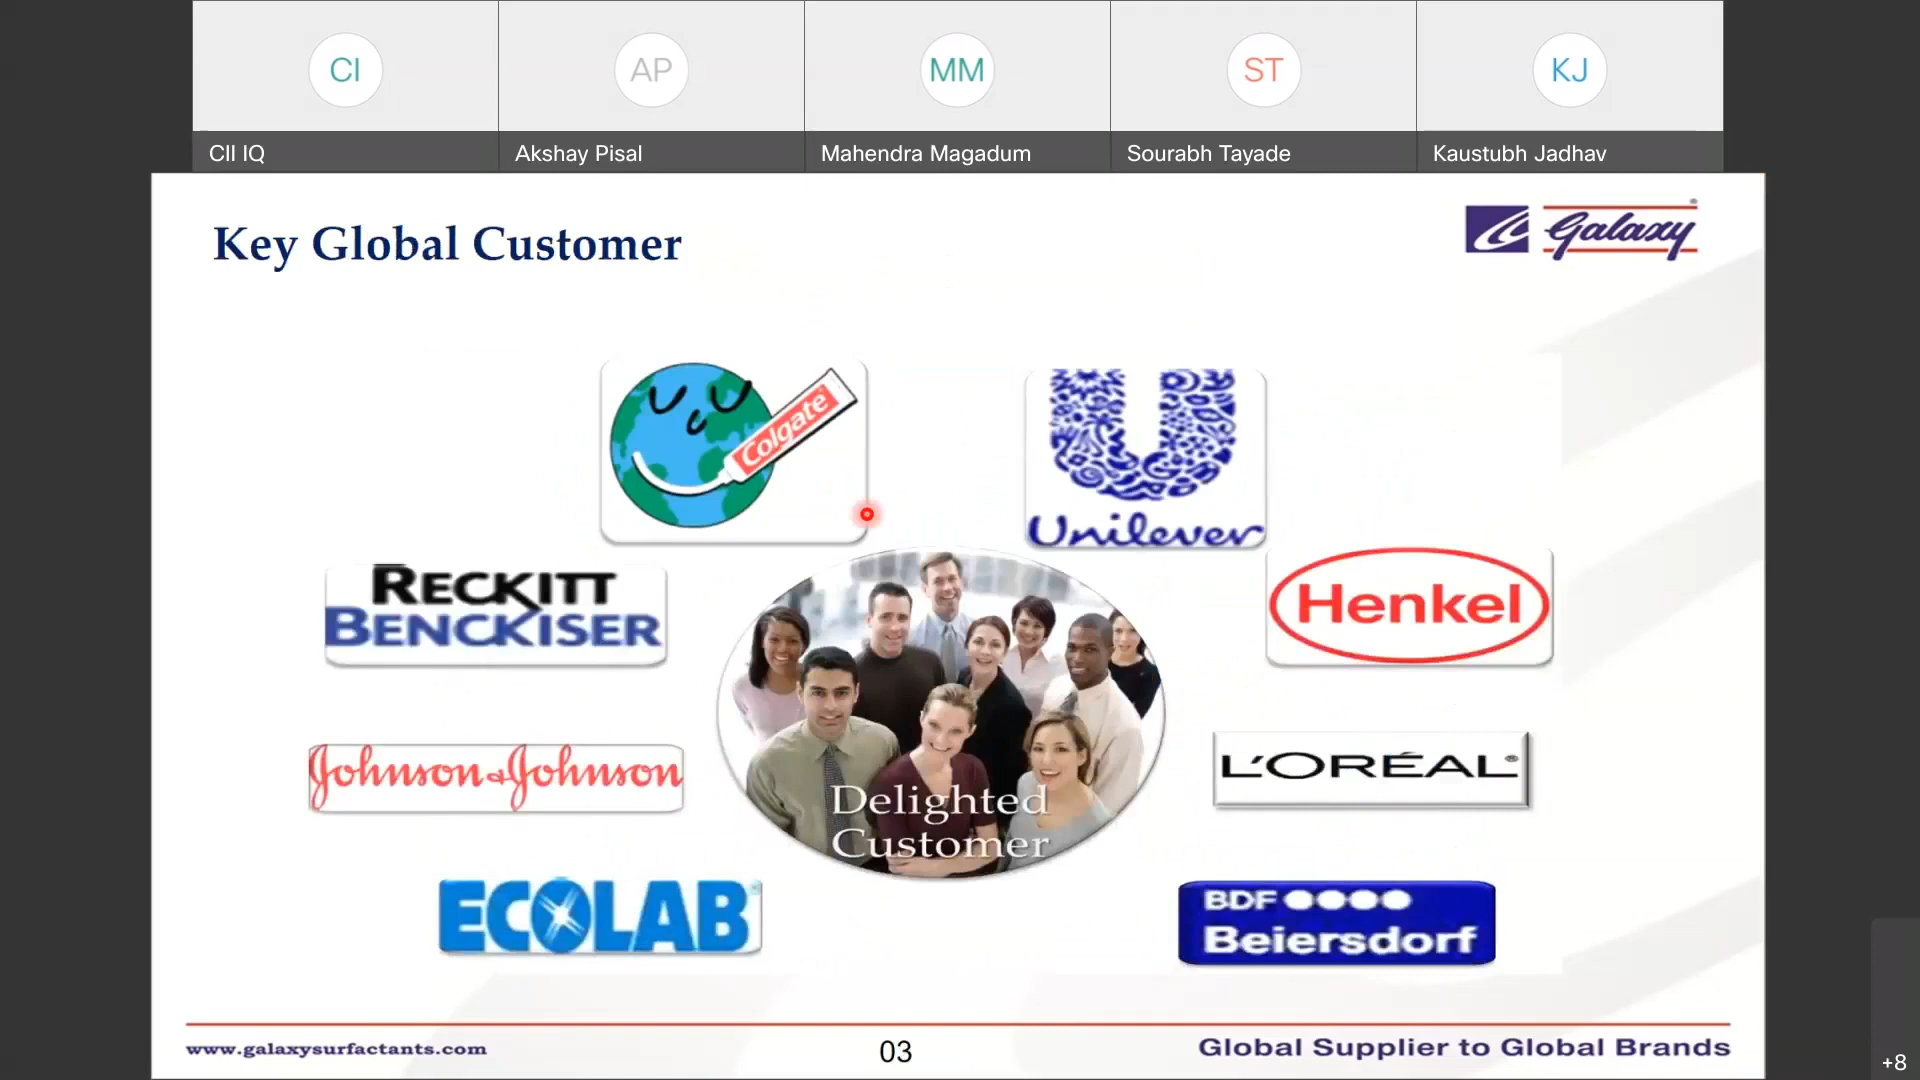 CI
AP
MM
ST
KJ
CII IQ
Akshay Pisal
Mahendra Magadum
Sourabh Tayade
Kaustubh Jadhav
Key Global Customer
Galaxy®
Colgate
Unilever
RECKITT
BENCKISER
Henkel
Johnson & Johnson
L'ORÉAL®
Delighted
Customer
ECOLAB®
BDF
Beiersdorf
www.galaxysurfactants.com
03
Global Supplier to Global Brands
+8